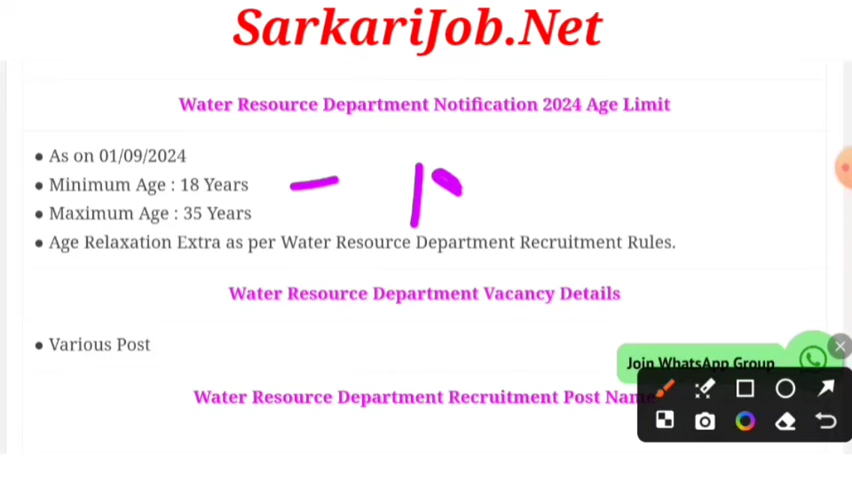 SarkariJob.Net
Water Resource Department Notification 2024 Age Limit
● As on 01/09/2024
● Minimum Age : 18 Years
● Maximum Age : 35 Years
● Age Relaxation Extra as per Water Resource Department Recruitment Rules.
Water Resource Department Vacancy Details
● Various Post
Join WhatsApp Group
Water Resource Department Recruitment Post Name